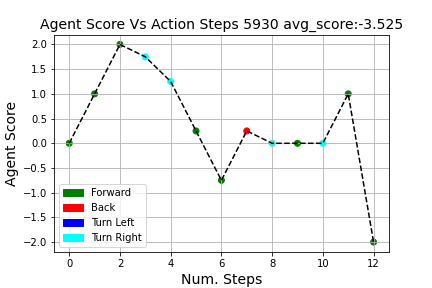 Agent Score Vs Action Steps 5930 avg_score:-3.525
2.0
1.5
1.0
0.5
0.0
−0.5
−1.0
−1.5
−2.0
Agent Score
Forward
Back
Turn Left
Turn Right
0 2 4 6 8 10 12
Num. Steps